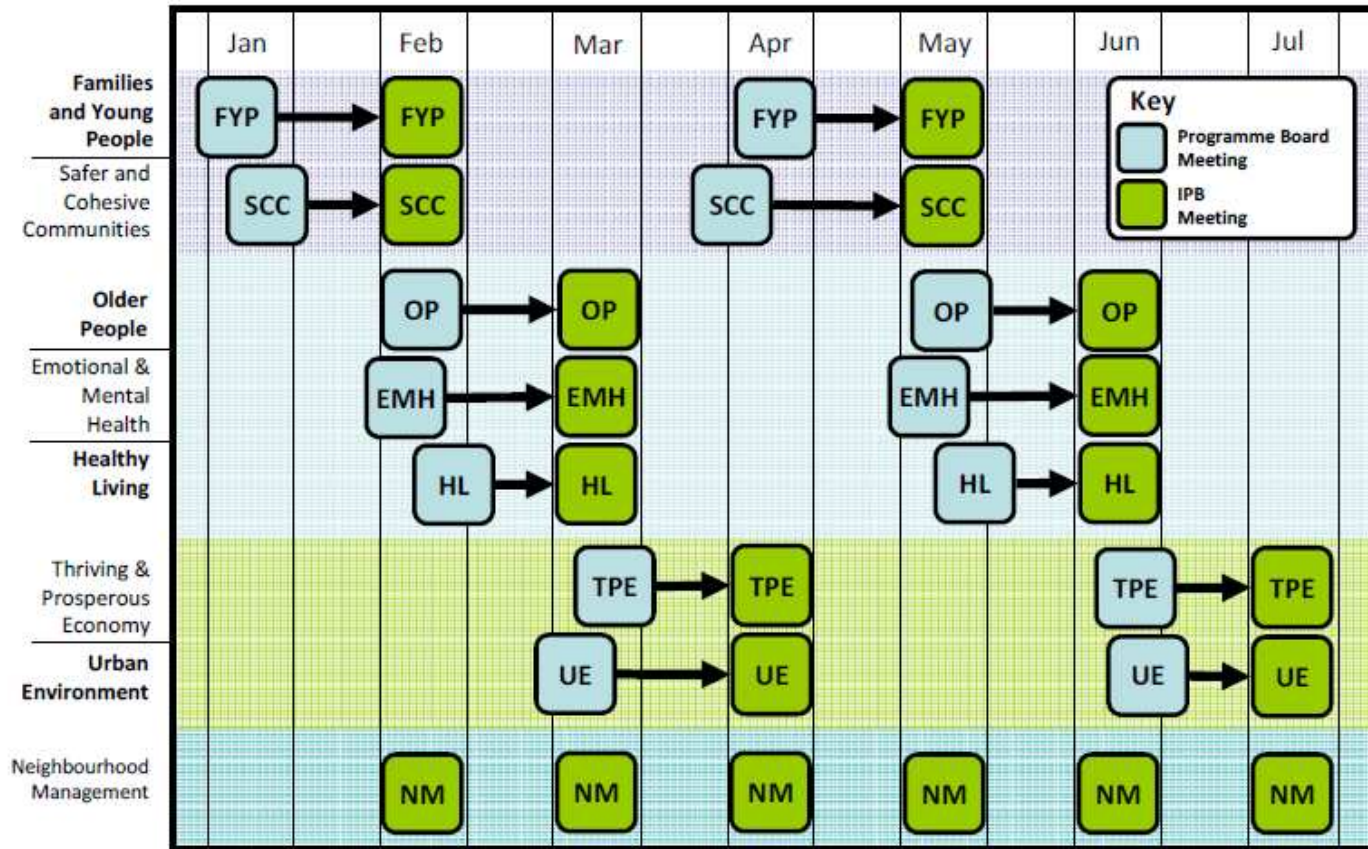 Jan Feb Mar Apr May Jun Jul
Families
and Young
People
FYP FYP FYP FYP
Key
Programme Board
Meeting
IPB
Meeting
Safer and
Cohesive
Communities
SCC SCC SCC SCC
Older
People
OP OP OP OP
Emotional &
Mental
Health
EMH EMH EMH EMH
Healthy
Living
HL HL HL HL
Thriving &
Prosperous
Economy
TPE TPE TPE TPE
Urban
Environment
UE UE UE UE
Neighbourhood
Management
NM NM NM NM NM NM